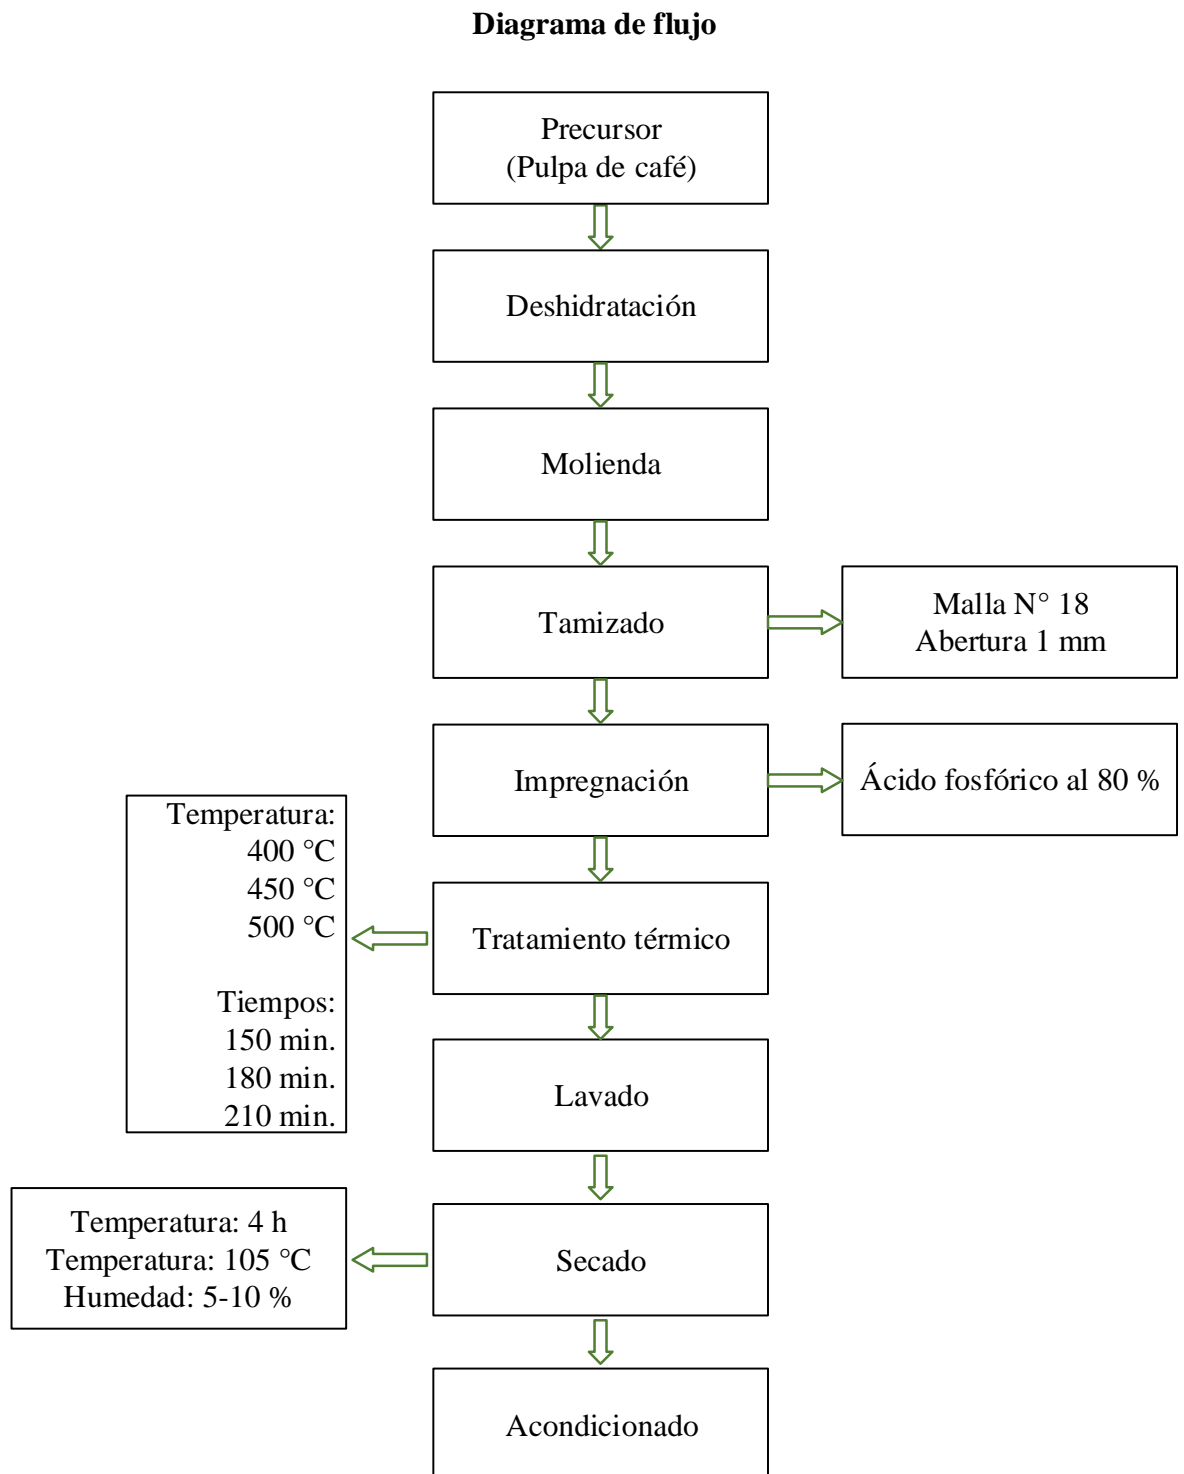 Diagrama de flujo
Precursor
(Pulpa de café)
Deshidratación
Molienda
Tamizado
Malla N° 18
Abertura 1 mm
Impregnación
Ácido fosfórico al 80 %
Temperatura:
400 °C
450 °C
500 °C
Tiempos:
150 min.
180 min.
210 min.
Tratamiento térmico
Lavado
Temperatura: 4 h
Temperatura: 105 °C
Humedad: 5-10 %
Secado
Acondicionado